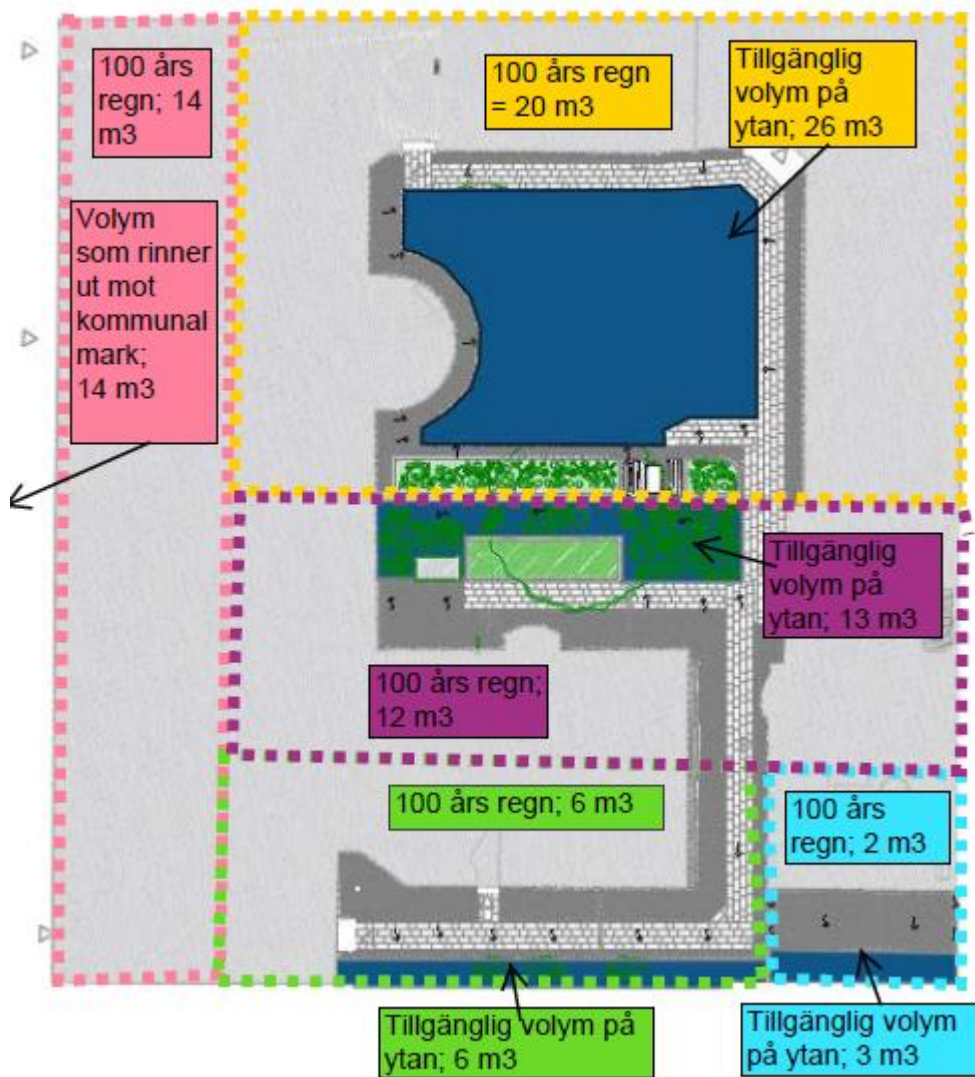 100 års
regn; 14
m3
100 års regn
= 20 m3
Tillgänglig
volym på
ytan; 26 m3
Volym
som rinner
ut mot
kommunal
mark;
14 m3
Tillgänglig
volym på
ytan; 13 m3
100 års regn;
12 m3
100 års regn; 6 m3
100 års
regn; 2 m3
Tillgänglig volym på
ytan; 6 m3
Tillgänglig volym
på ytan; 3 m3